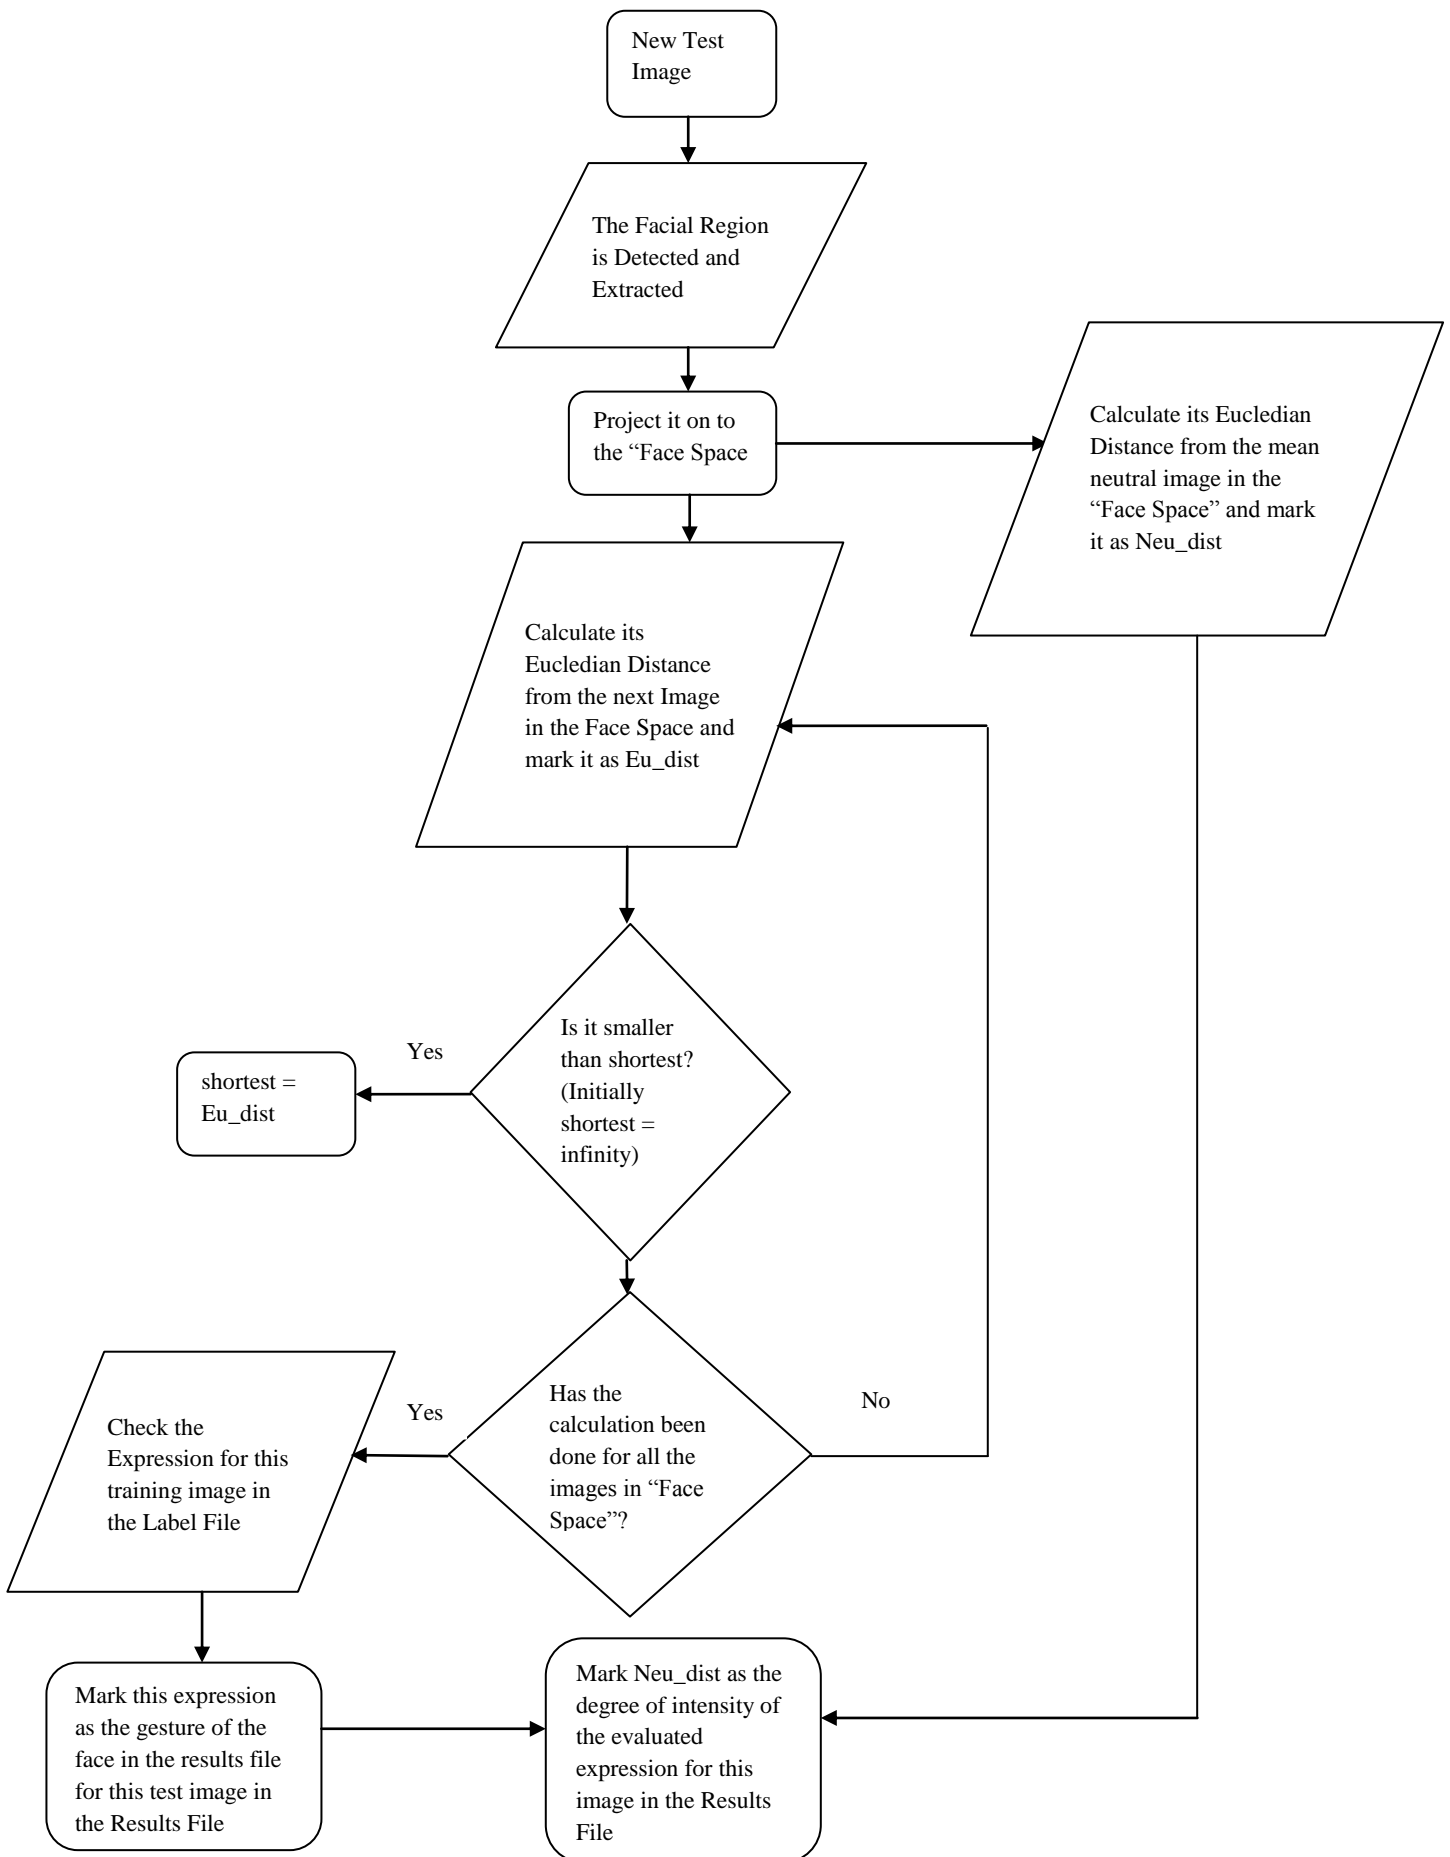 New Test
Image
The Facial Region
is Detected and
Extracted
Project it on to
the “Face Space
Calculate its Eucledian
Distance from the mean
neutral image in the
“Face Space” and mark
it as Neu_dist
Calculate its
Eucledian Distance
from the next Image
in the Face Space and
mark it as Eu_dist
Is it smaller
than shortest?
(Initially
shortest =
infinity)
Yes
shortest =
Eu_dist
Has the
calculation been
done for all the
images in “Face
Space”?
No
Yes
Check the
Expression for this
training image in
the Label File
Mark this expression
as the gesture of the
face in the results file
for this test image in
the Results File
Mark Neu_dist as the
degree of intensity of
the evaluated
expression for this
image in the Results
File